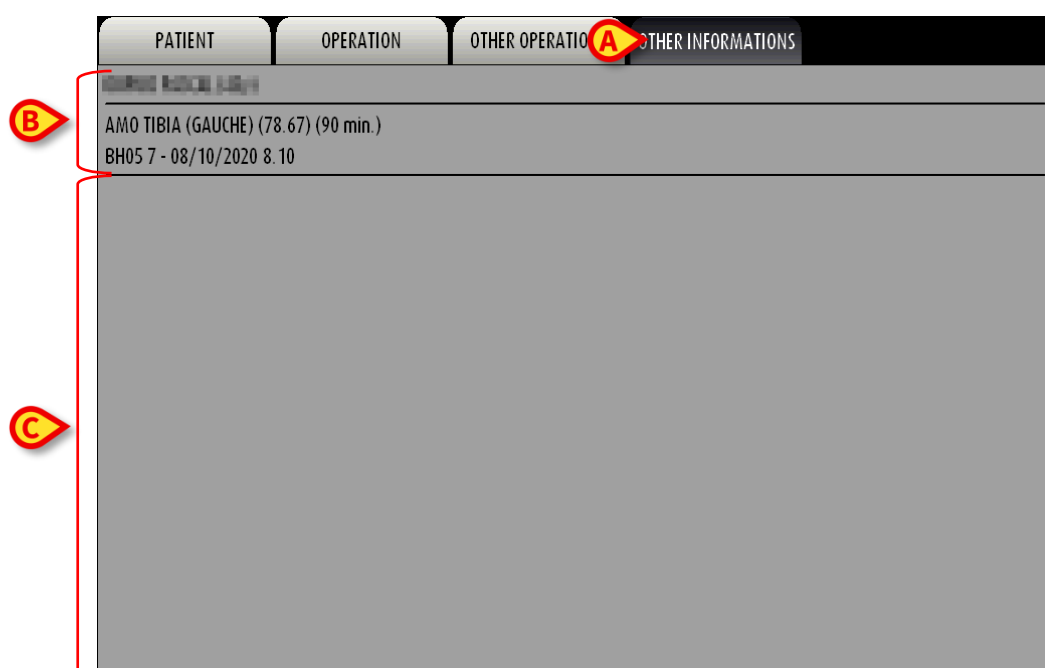 PATIENT OPERATION OTHER OPERATIO A OTHER INFORMATIONS
B
AMO TIBIA (GAUCHE) (78.67) (90 min.)
BH05 7 - 08/10/2020 8.10
C